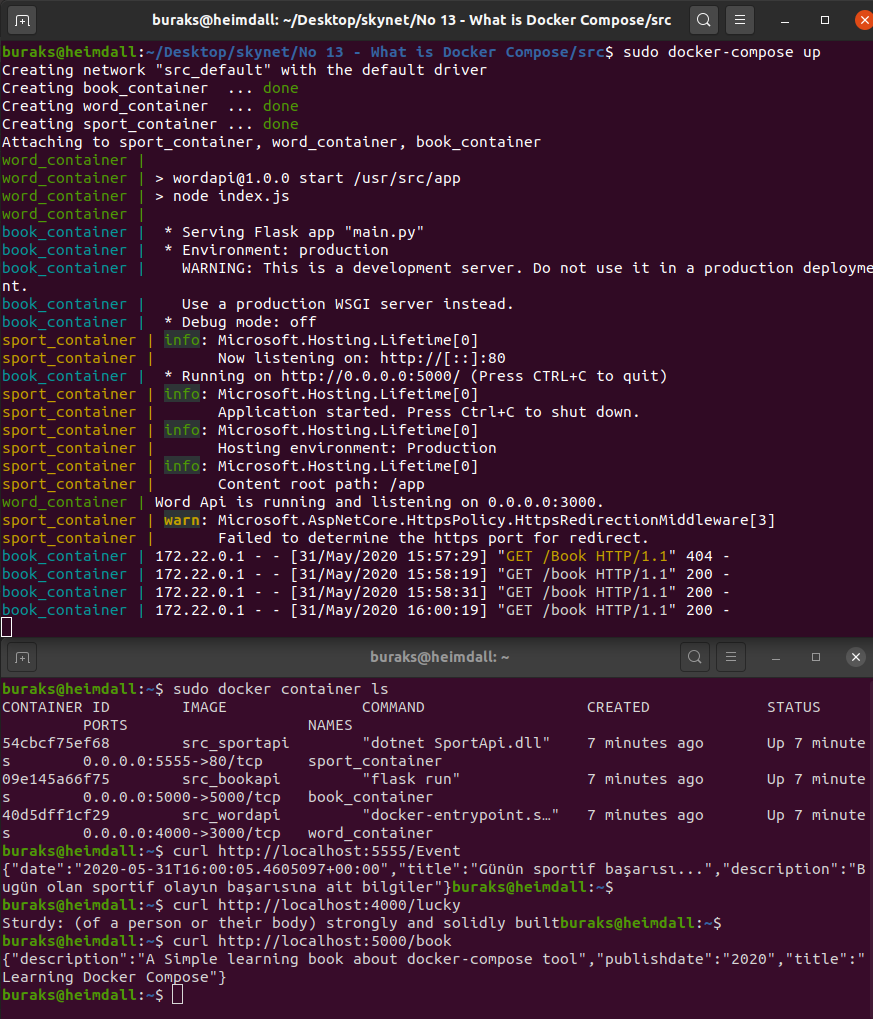 buraks@heimdall: ~/Desktop/skynet/No 13 - What is Docker Compose/src
buraks@heimdall:~/Desktop/skynet/No 13 - What is Docker Compose/src$ sudo docker-compose up
Creating network "src_default" with the default driver
Creating book_container  ... done
Creating word_container  ... done
Creating sport_container ... done
Attaching to sport_container, word_container, book_container
word_container |
word_container | > wordapi@1.0.0 start /usr/src/app
word_container | > node index.js
word_container |
book_container |  * Serving Flask app "main.py"
book_container |  * Environment: production
book_container |    WARNING: This is a development server. Do not use it in a production deployme
nt.
book_container |    Use a production WSGI server instead.
book_container |  * Debug mode: off
sport_container | info: Microsoft.Hosting.Lifetime[0]
sport_container |       Now listening on: http://[::]:80
book_container |  * Running on http://0.0.0.0:5000/ (Press CTRL+C to quit)
sport_container | info: Microsoft.Hosting.Lifetime[0]
sport_container |       Application started. Press Ctrl+C to shut down.
sport_container | info: Microsoft.Hosting.Lifetime[0]
sport_container |       Hosting environment: Production
sport_container | info: Microsoft.Hosting.Lifetime[0]
sport_container |       Content root path: /app
word_container | Word Api is running and listening on 0.0.0.0:3000.
sport_container | warn: Microsoft.AspNetCore.HttpsPolicy.HttpsRedirectionMiddleware[3]
sport_container |       Failed to determine the https port for redirect.
book_container | 172.22.0.1 - - [31/May/2020 15:57:29] "GET /Book HTTP/1.1" 404 -
book_container | 172.22.0.1 - - [31/May/2020 15:58:19] "GET /book HTTP/1.1" 200 -
book_container | 172.22.0.1 - - [31/May/2020 15:58:31] "GET /book HTTP/1.1" 200 -
book_container | 172.22.0.1 - - [31/May/2020 16:00:19] "GET /book HTTP/1.1" 200 -
buraks@heimdall: ~
buraks@heimdall:~$ sudo docker container ls
CONTAINER ID        IMAGE               COMMAND                  CREATED             STATUS
         PORTS                    NAMES
54cbcf75ef68        src_sportapi        "dotnet SportApi.dll"    7 minutes ago       Up 7 minute
s        0.0.0.0:5555->80/tcp     sport_container
09e145a66f75        src_bookapi         "flask run"              7 minutes ago       Up 7 minute
s        0.0.0.0:5000->5000/tcp   book_container
40d5dff1cf29        src_wordapi         "docker-entrypoint.s…"   7 minutes ago       Up 7 minute
s        0.0.0.0:4000->3000/tcp   word_container
buraks@heimdall:~$ curl http://localhost:5555/Event
{"date":"2020-05-31T16:00:05.4605097+00:00","title":"Günün sportif başarısı...","description":"B
ugün olan sportif olayın başarısına ait bilgiler"}buraks@heimdall:~$
buraks@heimdall:~$ curl http://localhost:4000/lucky
Sturdy: (of a person or their body) strongly and solidly builtburaks@heimdall:~$
buraks@heimdall:~$ curl http://localhost:5000/book
{"description":"A Simple learning book about docker-compose tool","publishdate":"2020","title":"
Learning Docker Compose"}
buraks@heimdall:~$